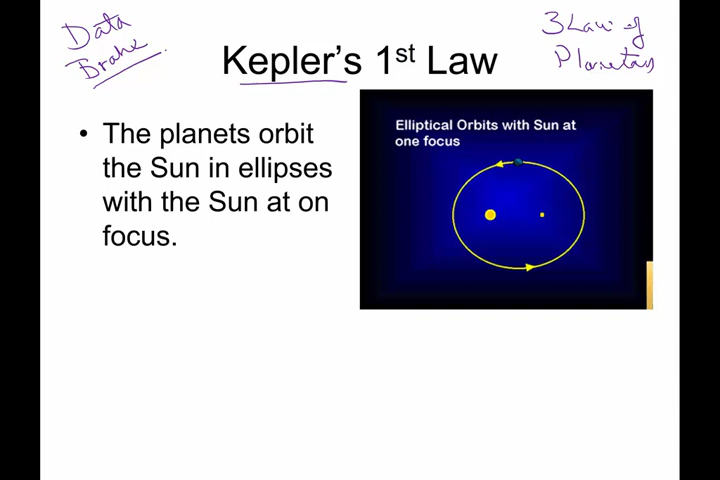 Data
Brahe
3 Law of
Planetary
Kepler's 1st Law
• The planets orbit
the Sun in ellipses
with the Sun at on
focus.
Elliptical Orbits with Sun at
one focus